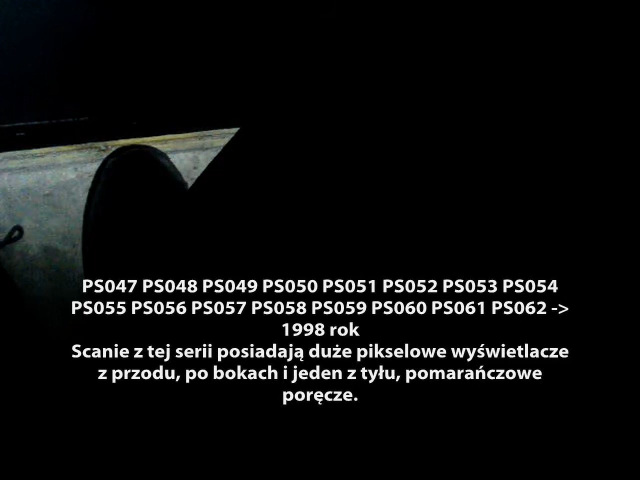 PS047 PS048 PS049 PS050 PS051 PS052 PS053 PS054
PS055 PS056 PS057 PS058 PS059 PS060 PS061 PS062 ->
1998 rok
Scanie z tej serii posiadają duże pikselowe wyświetlacze
z przodu, po bokach i jeden z tyłu, pomarańczowe
poręcze.